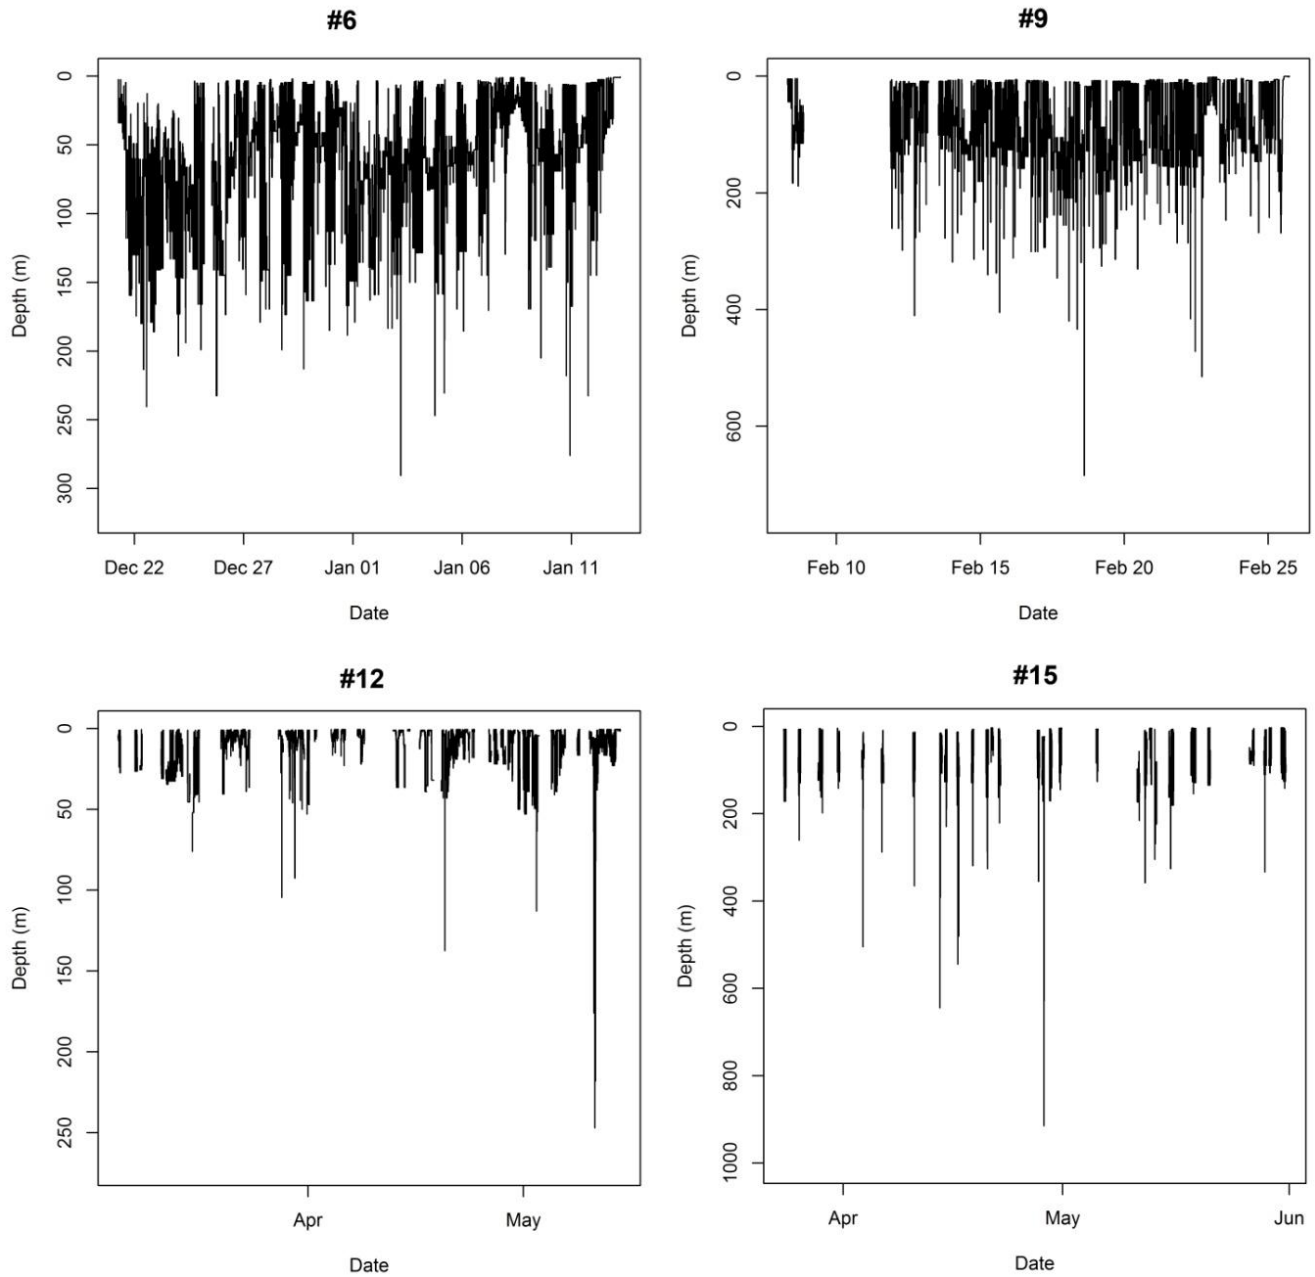 #6
0
50
100
150
200
250
300
Depth (m)
Dec 22 Dec 27 Jan 01 Jan 06 Jan 11
Date
#9
0
200
400
600
Depth (m)
Feb 10 Feb 15 Feb 20 Feb 25
Date
#12
0
50
100
150
200
250
Depth (m)
Apr May
Date
#15
0
200
400
600
800
1000
Depth (m)
Apr May Jun
Date